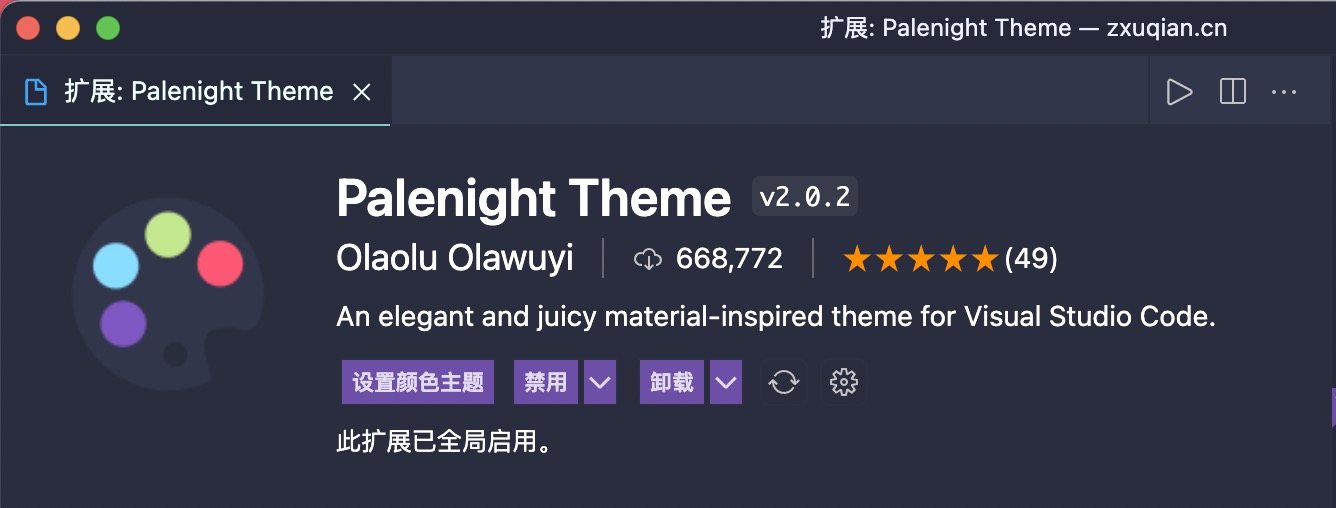 扩展: Palenight Theme — zxuqian.cn
扩展: Palenight Theme
Palenight Theme v2.0.2
Olaolu Olawuyi 668,772 (49)
An elegant and juicy material-inspired theme for Visual Studio Code.
设置颜色主题 禁用 卸载
此扩展已全局启用。